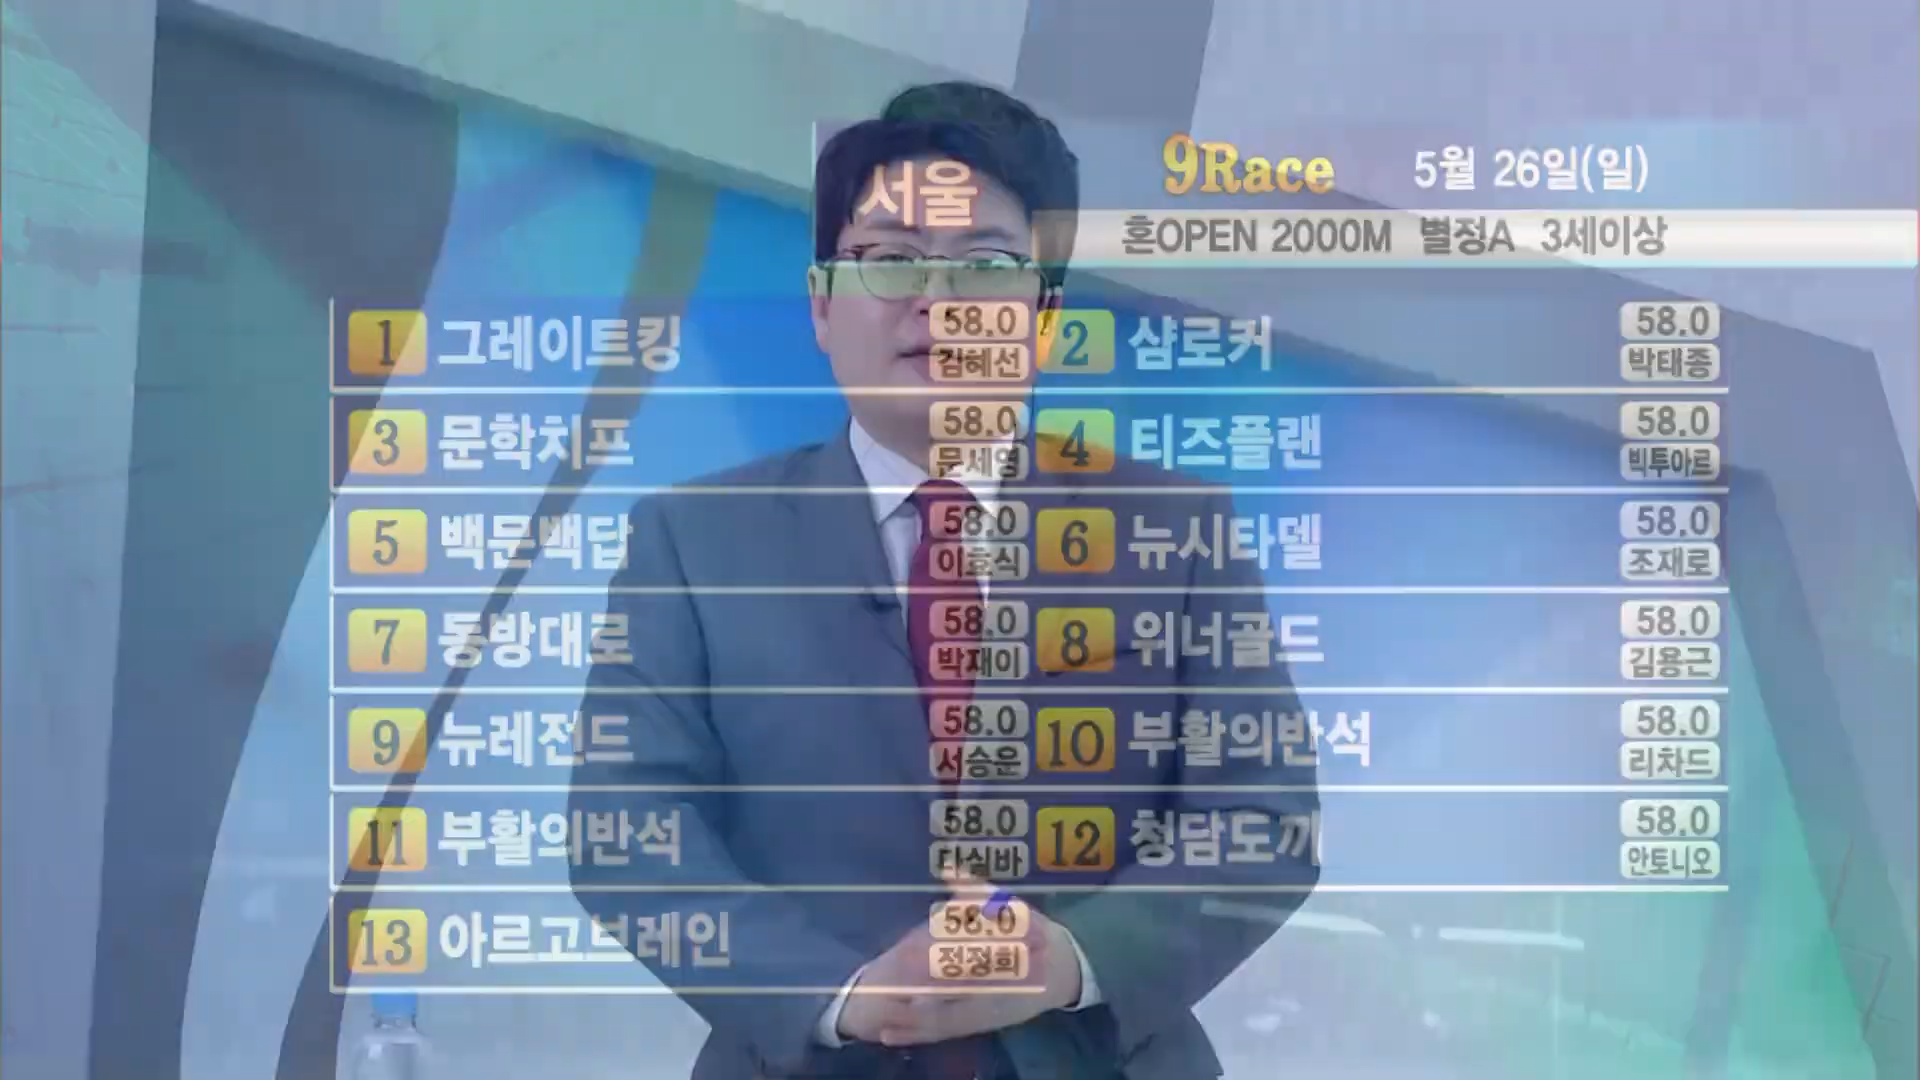 서울
9Race 5월 26일(일)
혼OPEN 2000M 별정A 3세이상
1 그레이트킹 58.0 김혜선
2 샴로커 58.0 박태종
3 문학치프 58.0 문세영
4 티즈플랜 58.0 빅투아르
5 백문백답 58.0 이효식
6 뉴시타델 58.0 조재로
7 동방대로 58.0 박재이
8 위너골드 58.0 김용근
9 뉴레전드 58.0 서승운
10 부활의반석 58.0 리차드
11 부활의반석 58.0 다실바
12 청담도끼 58.0 안토니오
13 아르고브레인 58.0 정정희